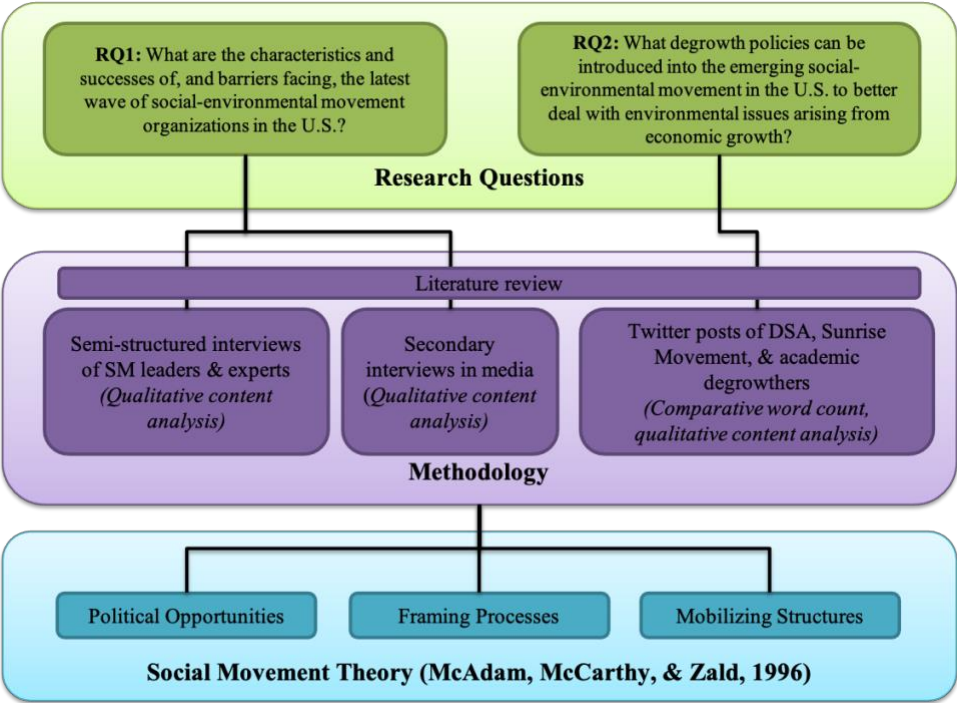 RQ1: What are the characteristics and
successes of, and barriers facing, the latest
wave of social-environmental movement
organizations in the U.S.?
RQ2: What degrowth policies can be
introduced into the emerging social-
environmental movement in the U.S. to better
deal with environmental issues arising from
economic growth?
Research Questions
Literature review
Semi-structured interviews
of SM leaders & experts
(Qualitative content
analysis)
Secondary
interviews in media
(Qualitative content
analysis)
Twitter posts of DSA, Sunrise
Movement, & academic
degrowthers
(Comparative word count,
qualitative content analysis)
Methodology
Political Opportunities
Framing Processes
Mobilizing Structures
Social Movement Theory (McAdam, McCarthy, & Zald, 1996)